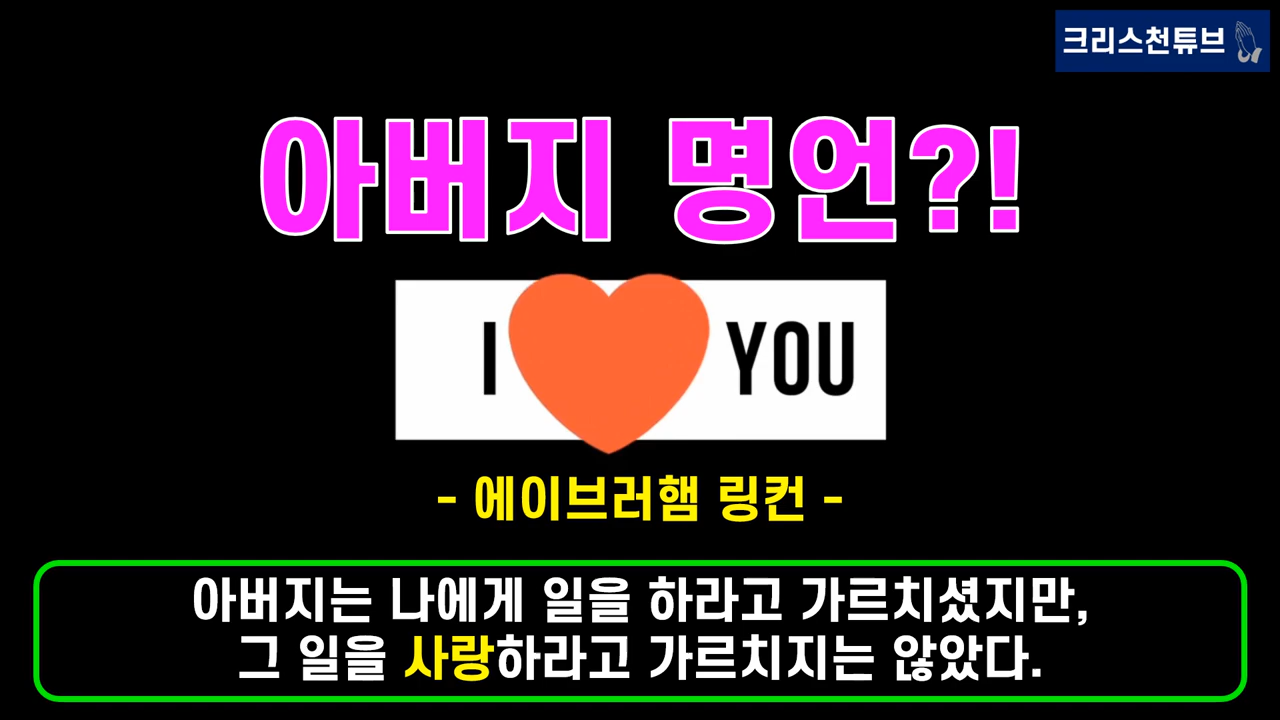 크리스천튜브
아버지 명언?!
I YOU
- 에이브러햄 링컨 -
아버지는 나에게 일을 하라고 가르치셨지만,
그 일을 사랑하라고 가르치지는 않았다.